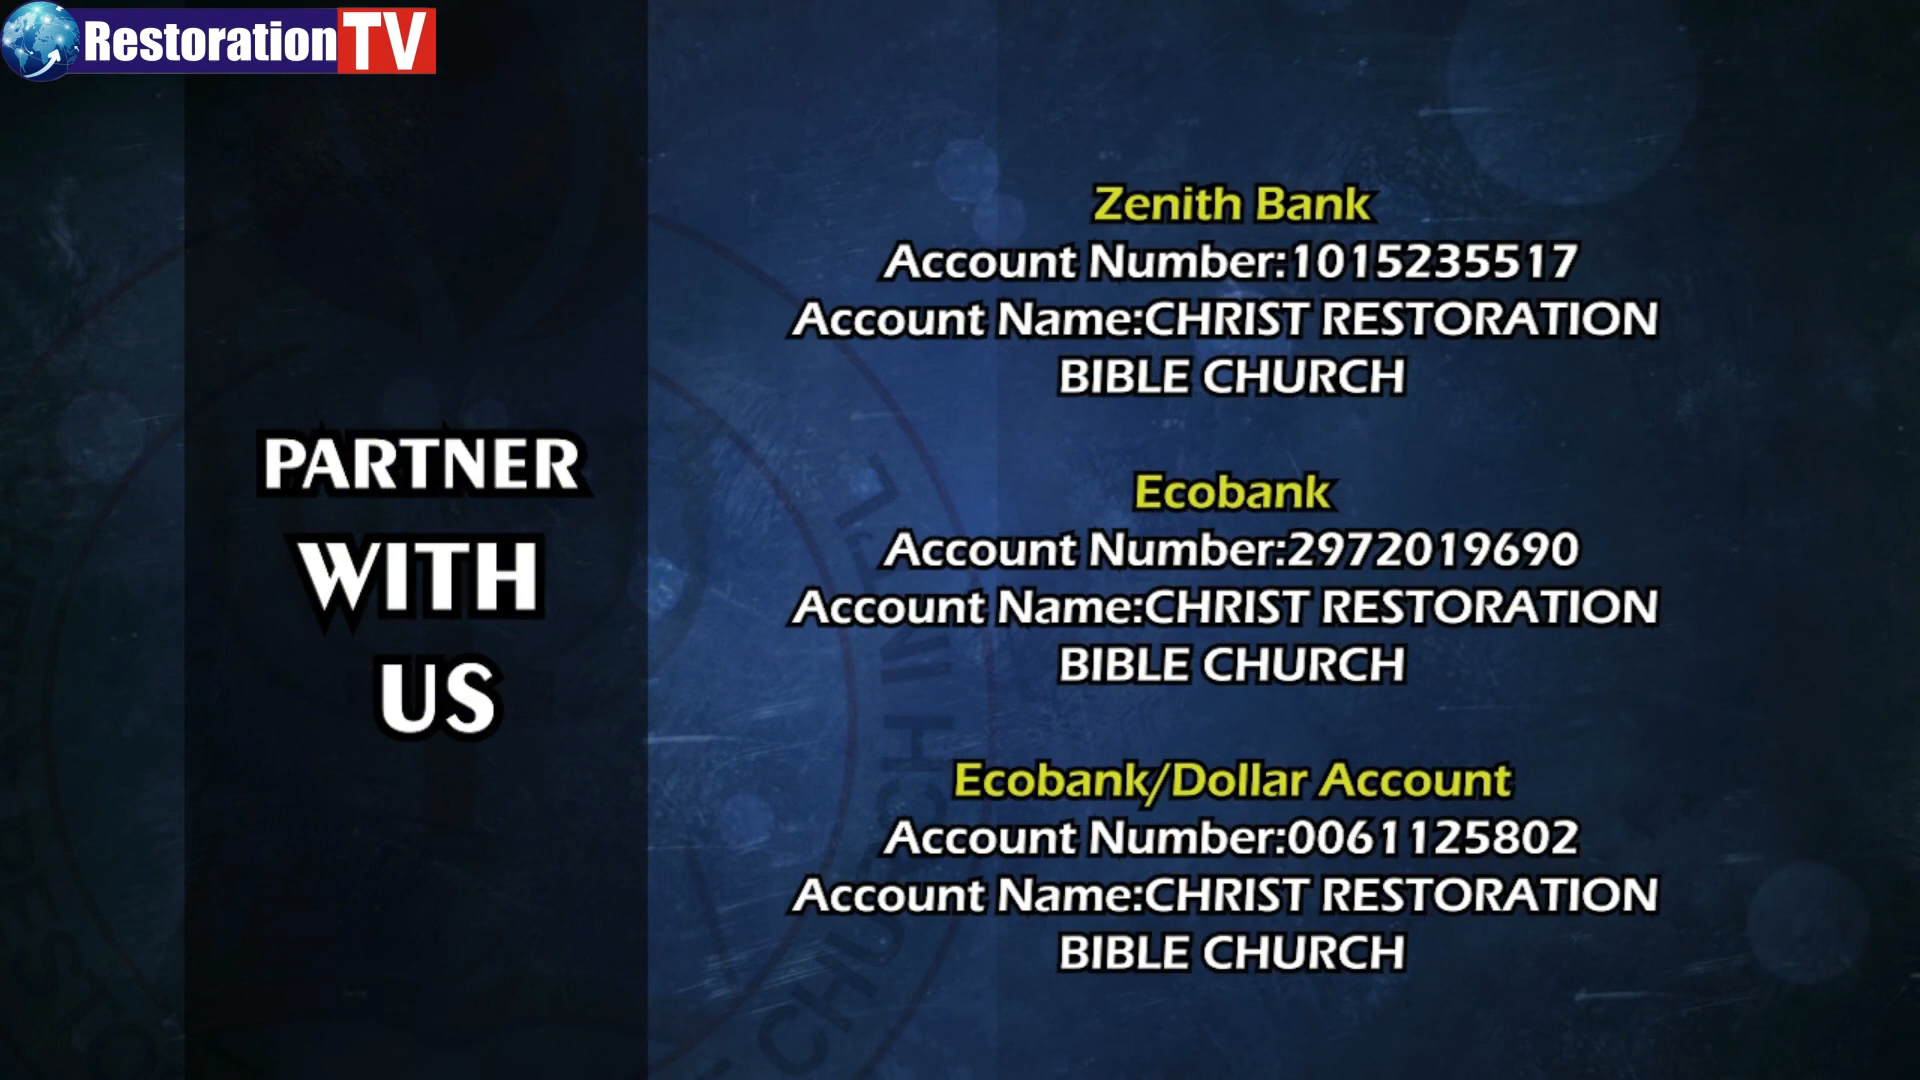 RestorationTV
PARTNER
WITH
US
Zenith Bank
Account Number:1015235517
Account Name:CHRIST RESTORATION
BIBLE CHURCH
Ecobank
Account Number:2972019690
Account Name:CHRIST RESTORATION
BIBLE CHURCH
Ecobank/Dollar Account
Account Number:0061125802
Account Name:CHRIST RESTORATION
BIBLE CHURCH
CHURCH